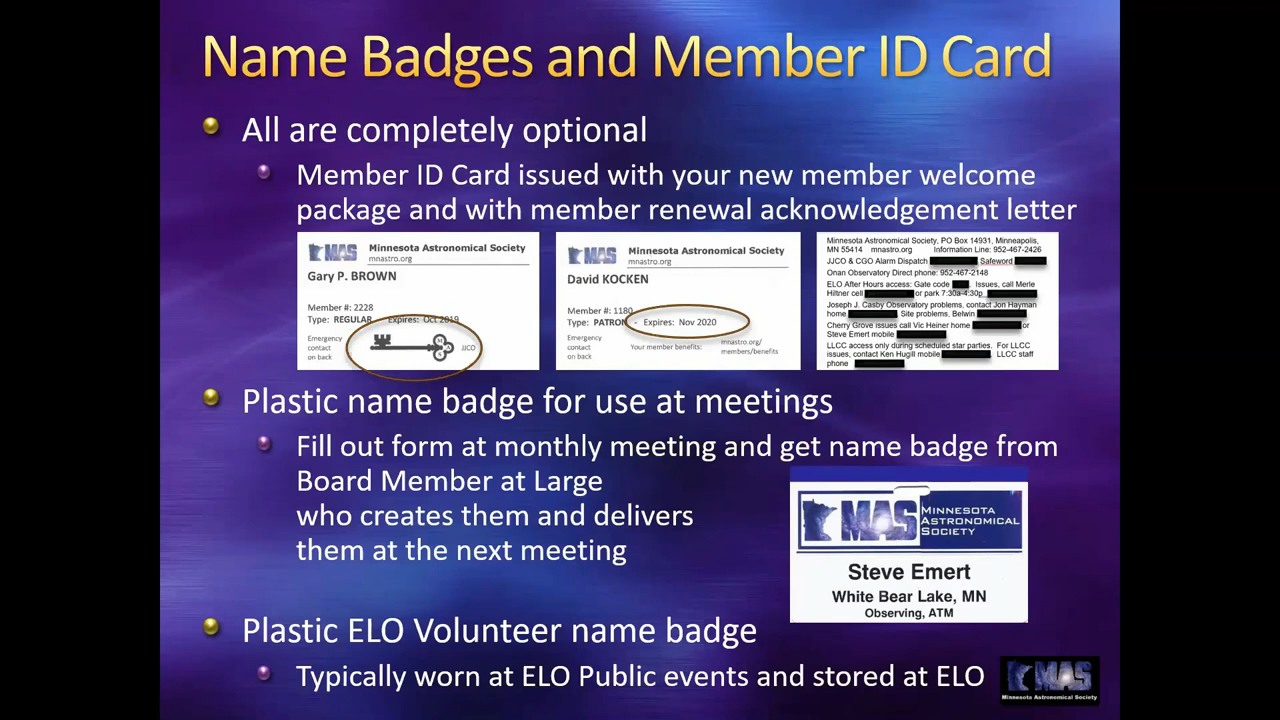 Name Badges and Member ID Card
All are completely optional
Member ID Card issued with your new member welcome
package and with member renewal acknowledgement letter
MAS
Minnesota Astronomical Society
mnastro.org
Gary P. BROWN
Member #: 2228
Type: REGULAR Expires: Oct 2019
Emergency
contact
on back
JJCO
MAS
Minnesota Astronomical Society
mnastro.org
David KOCKEN
Member #: 1180
Type: PATRON - Expires: Nov 2020
Emergency
contact
on back
Your member benefits:
mnastro.org/
members/benefits
Minnesota Astronomical Society, PO Box 14931, Minneapolis,
MN 55414 mnastro.org Information Line: 952-467-2426
JJCO & CGO Alarm Dispatch Safeword
Onan Observatory Direct phone: 952-467-2148
ELO After Hours access: Gate code . Issues, call Merle
Hiltner cell or park 7:30a-4:30p
Joseph J. Casby Observatory problems, contact Jon Hayman
home . Site problems, Belwin
Cherry Grove issues call Vic Heiner home or
Steve Emert mobile
LLCC access only during scheduled star parties. For LLCC
issues, contact Ken Hugill mobile . LLCC staff
phone
Plastic name badge for use at meetings
Fill out form at monthly meeting and get name badge from
Board Member at Large
who creates them and delivers
them at the next meeting
MAS
MINNESOTA
ASTRONOMICAL
SOCIETY
Steve Emert
White Bear Lake, MN
Observing, ATM
Plastic ELO Volunteer name badge
Typically worn at ELO Public events and stored at ELO
MAS
Minnesota Astronomical Society